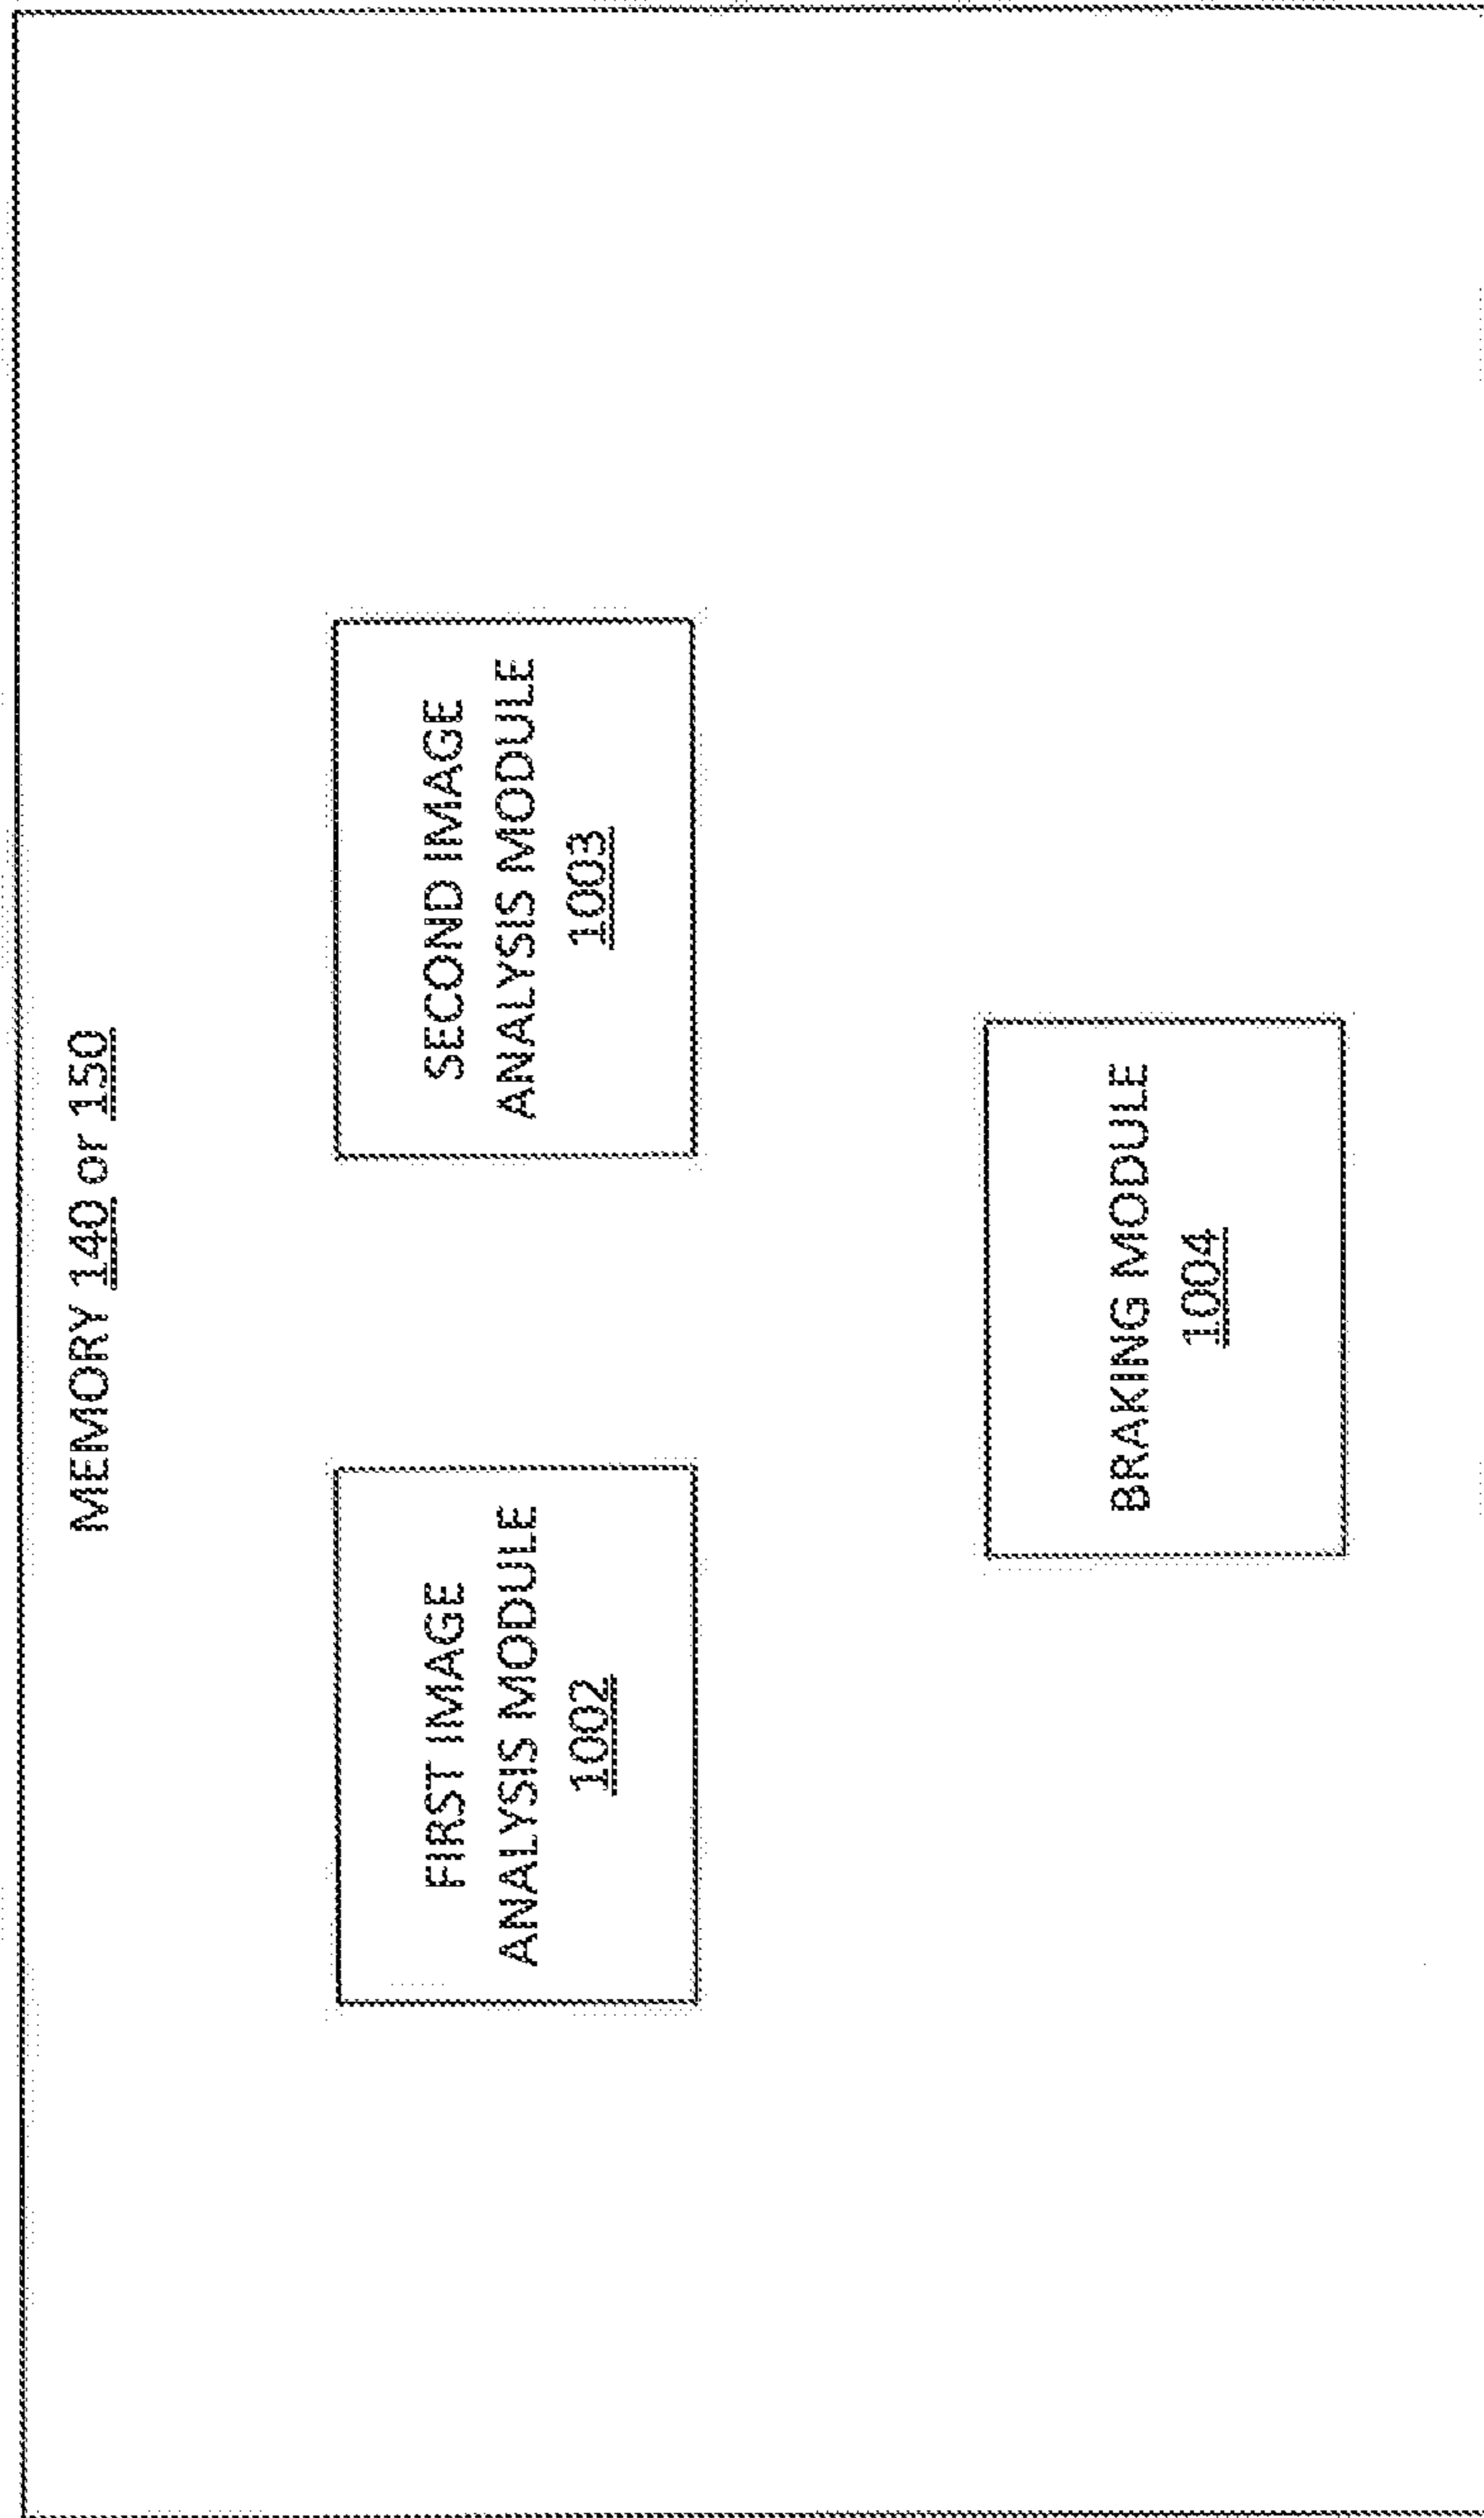 MEMORY 140 or 150
FIRST IMAGE
ANALYSIS MODULE
1002
SECOND IMAGE
ANALYSIS MODULE
1003
BRAKING MODULE
1004